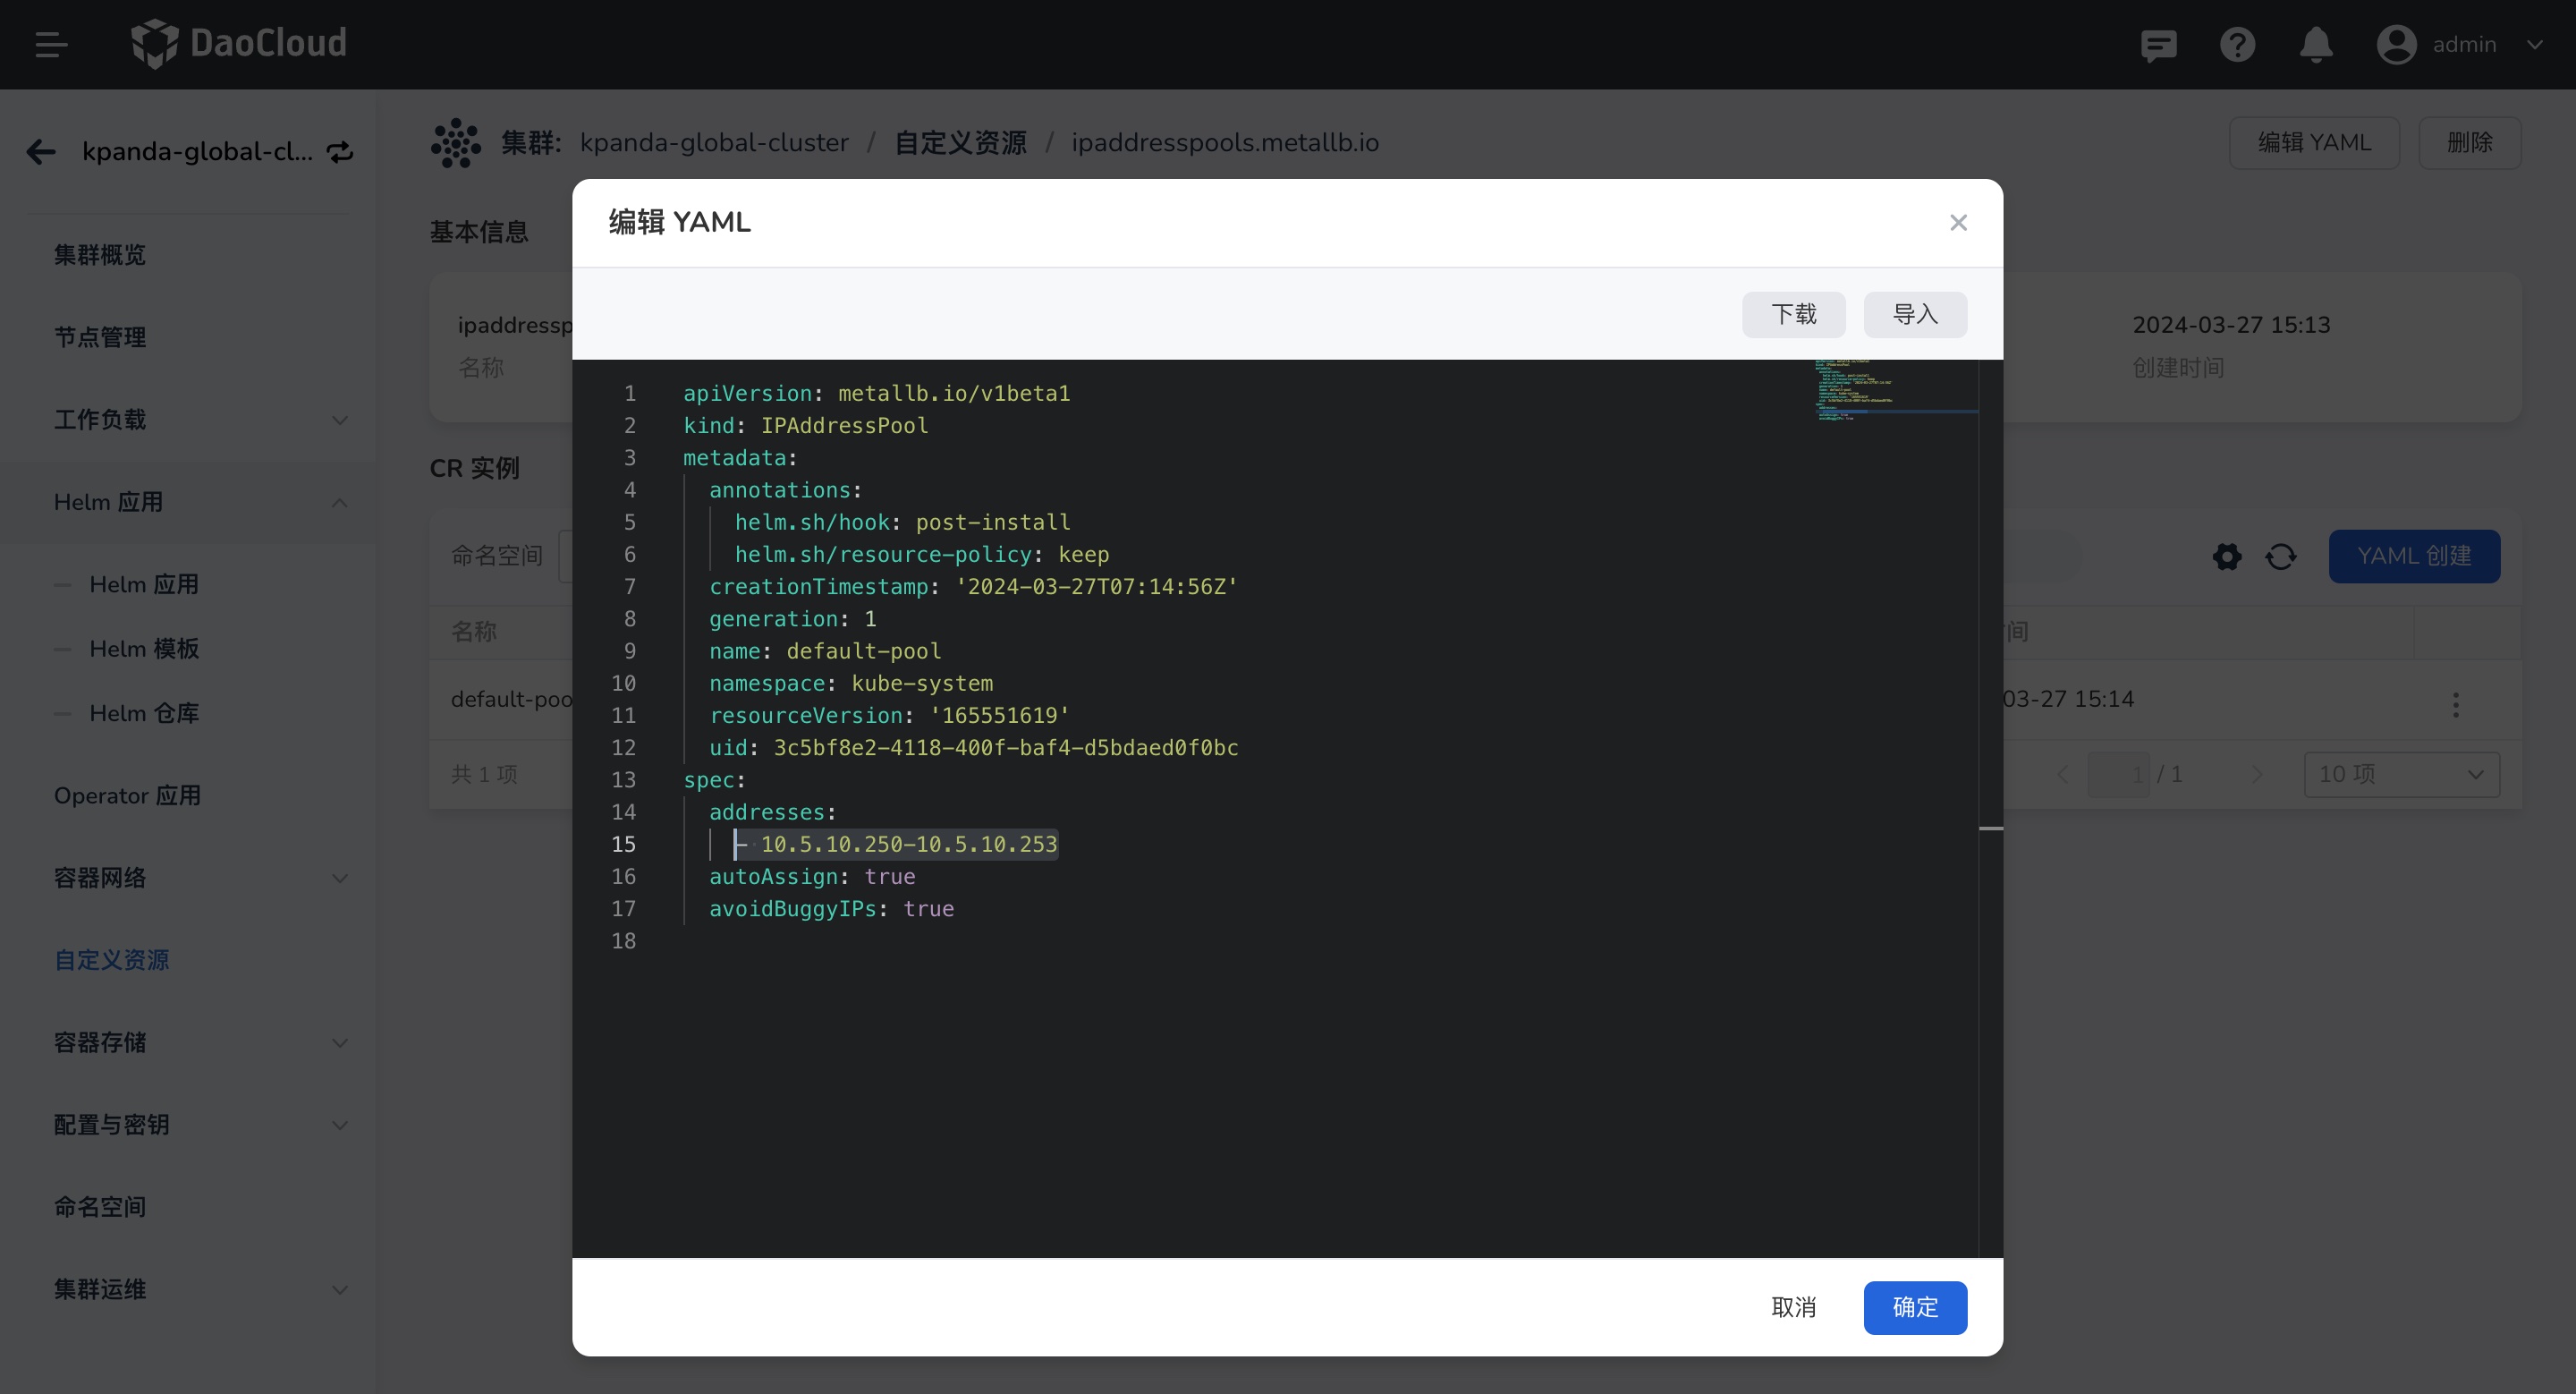 DaoCloud
admin
kpanda-global-cl...
集群: kpanda-global-cluster / 自定义资源 / ipaddresspools.metallb.io
编辑 YAML
删除
集群概览
节点管理
工作负载
Helm 应用
Helm 应用
Helm 模板
Helm 仓库
Operator 应用
容器网络
自定义资源
容器存储
配置与密钥
命名空间
集群运维
基本信息
ipaddressp
名称
2024-03-27 15:13
创建时间
CR 实例
命名空间
YAML 创建
名称
间
default-poo
03-27 15:14
共 1 项
1 / 1
10 项
编辑 YAML
下载
导入
1 apiVersion: metallb.io/v1beta1
2 kind: IPAddressPool
3 metadata:
4 annotations:
5 helm.sh/hook: post-install
6 helm.sh/resource-policy: keep
7 creationTimestamp: '2024-03-27T07:14:56Z'
8 generation: 1
9 name: default-pool
10 namespace: kube-system
11 resourceVersion: '165551619'
12 uid: 3c5bf8e2-4118-400f-baf4-d5bdaed0f0bc
13 spec:
14 addresses:
15 - 10.5.10.250-10.5.10.253
16 autoAssign: true
17 avoidBuggyIPs: true
18
取消
确定